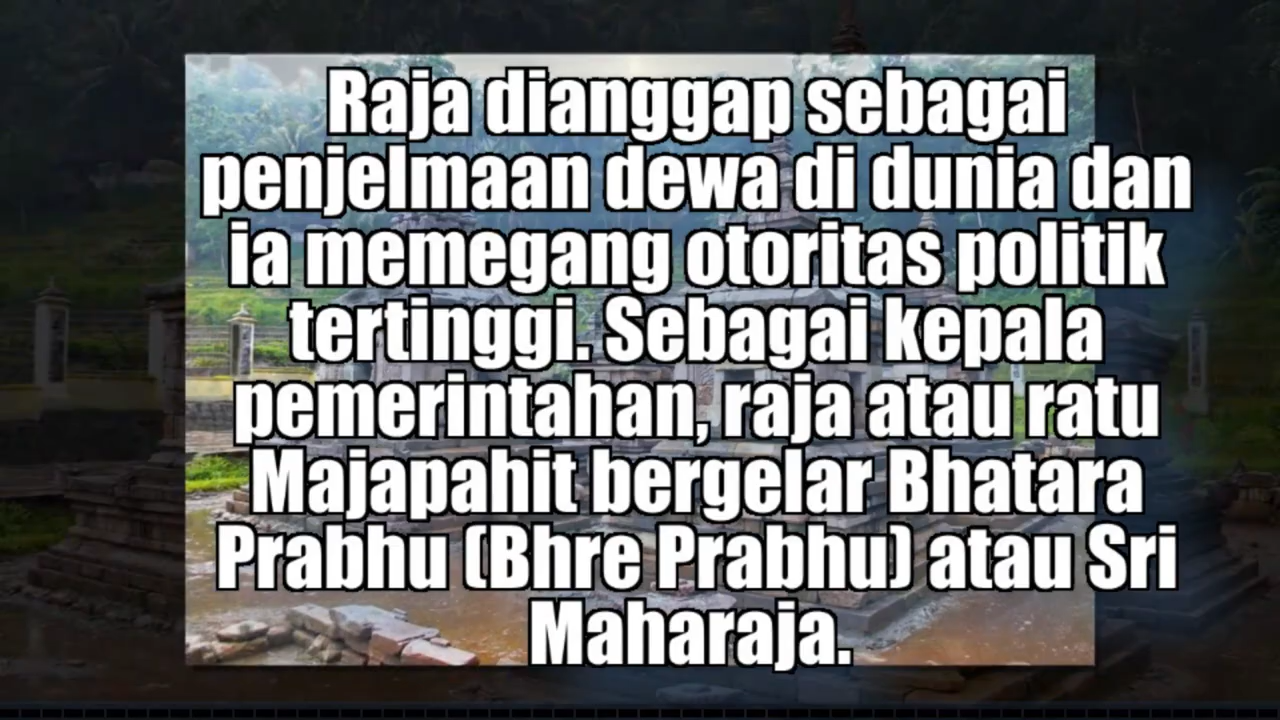 Raja dianggap sebagai
penjelmaan dewa di dunia dan
ia memegang otoritas politik
tertinggi. Sebagai kepala
pemerintahan, raja atau ratu
Majapahit bergelar Bhatara
Prabhu (Bhre Prabhu) atau Sri
Maharaja.